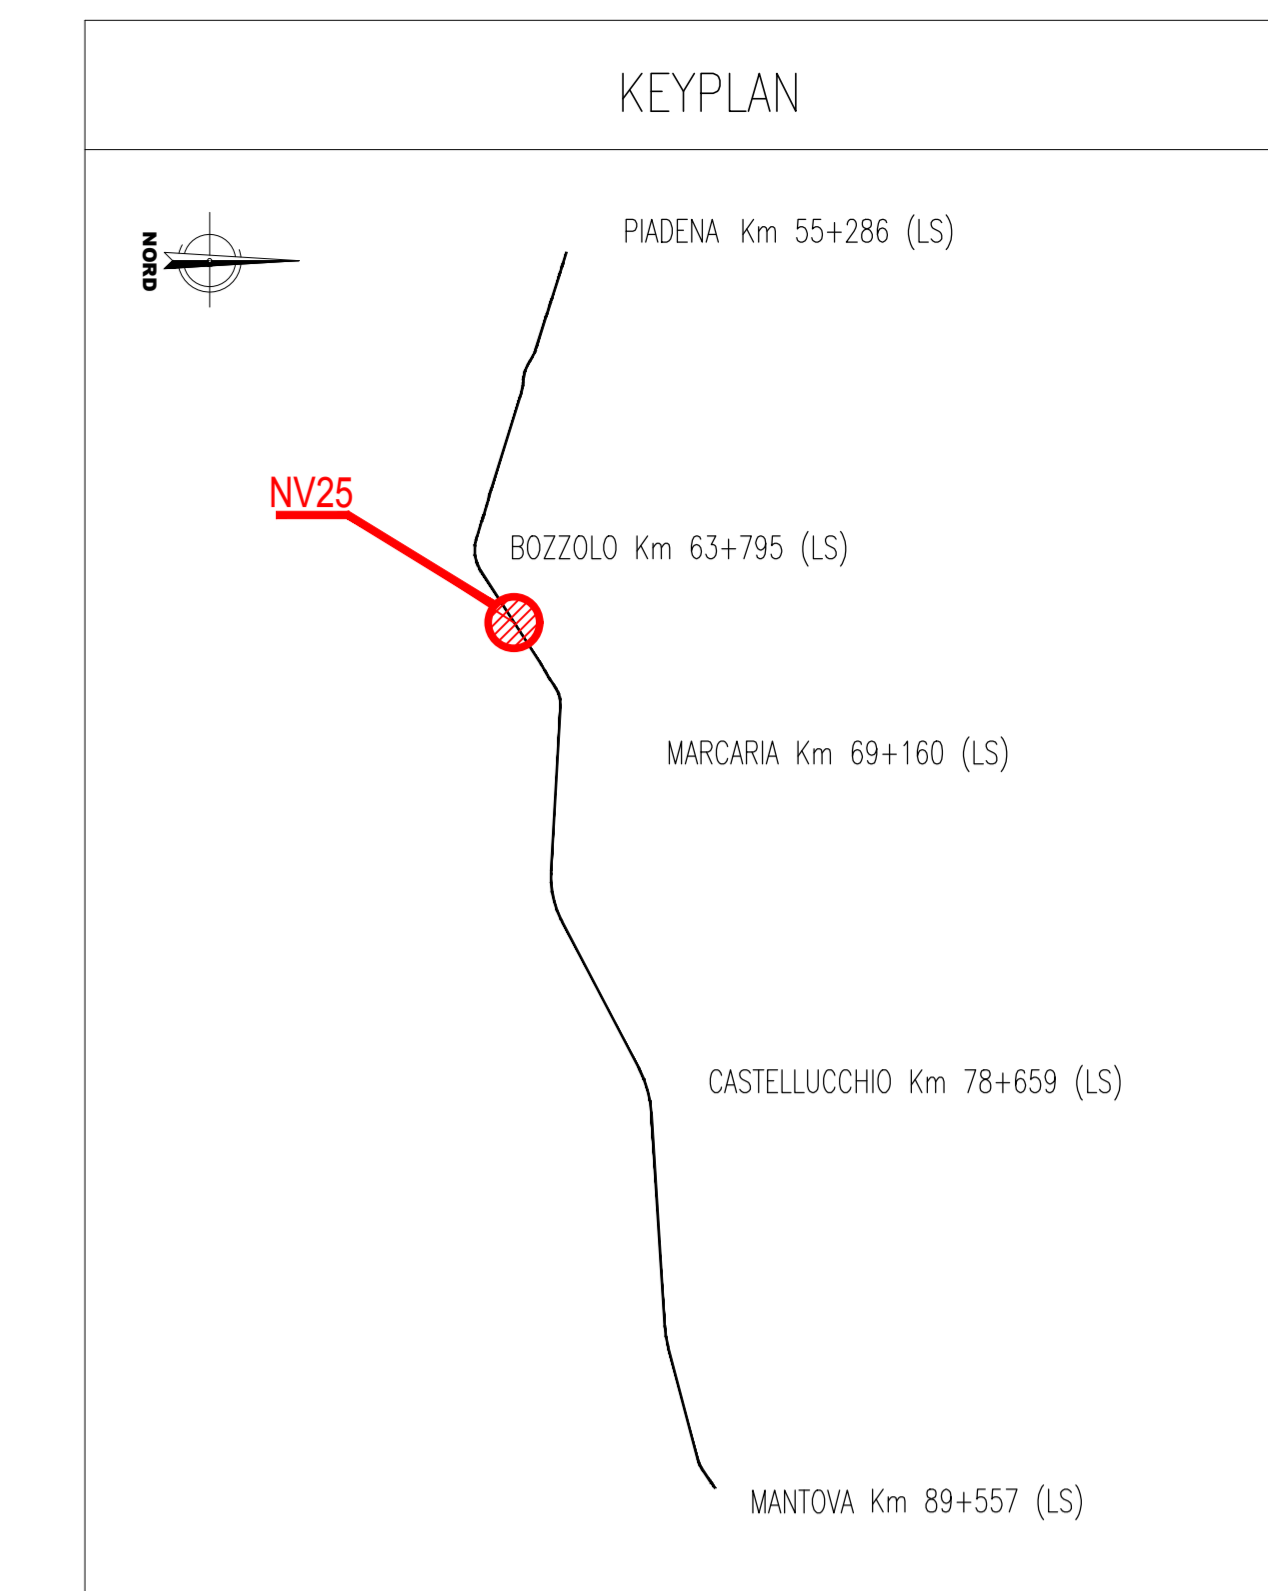 KEYPLAN
NORD
PIADENA Km 55+286 (LS)
NV25
BOZZOLO Km 63+795 (LS)
MARCARIA Km 69+160 (LS)
CASTELLUCCHIO Km 78+659 (LS)
MANTOVA Km 89+557 (LS)